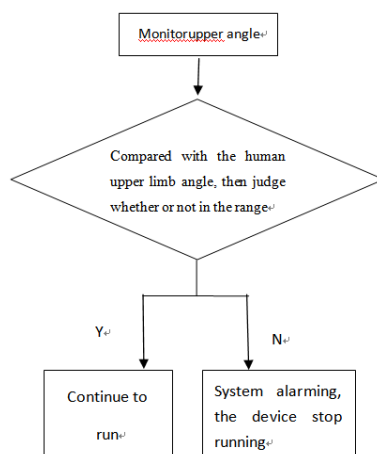 Monitorupper angle↵
Compared with the human
upper limb angle, then judge
whether or not in the range↵
Y↵
N↵
Continue to
run↵
System alarming,
the device stop
running↵